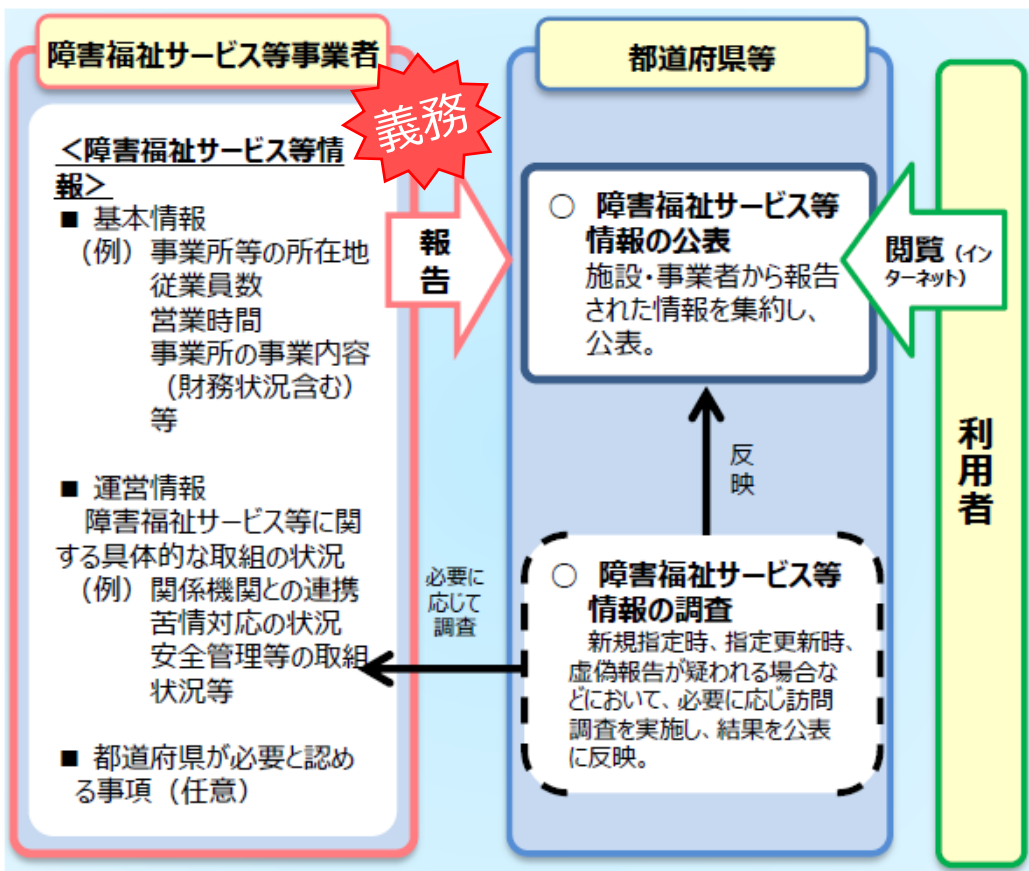 障害福祉サービス等事業者
義務
＜障害福祉サービス等情
報＞
■ 基本情報
（例）事業所等の所在地
従業員数
営業時間
事業所の事業内容
（財務状況含む）
等
■ 運営情報
障害福祉サービス等に関
する具体的な取組の状況
（例）関係機関との連携
苦情対応の状況
安全管理等の取組
状況等
■ 都道府県が必要と認め
る事項（任意）
報
告
必要に
応じて
調査
都道府県等
○ 障害福祉サービス等
情報の公表
施設・事業者から報告
された情報を集約し、
公表。
反
映
○ 障害福祉サービス等
情報の調査
新規指定時、指定更新時、
虚偽報告が疑われる場合な
どにおいて、必要に応じ訪問
調査を実施し、結果を公表
に反映。
閲覧（イン
ターネット）
利
用
者